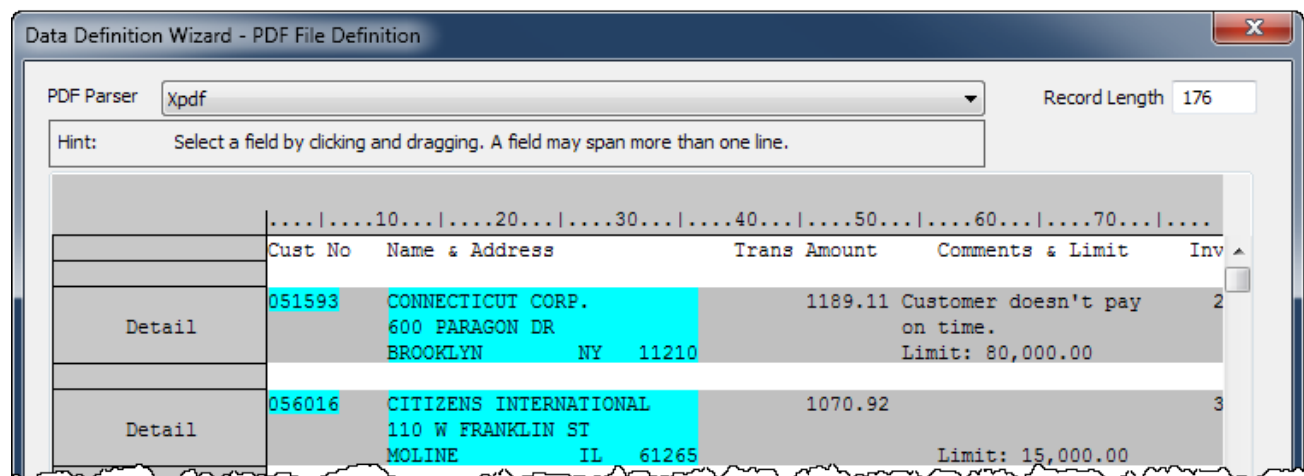 Data Definition Wizard - PDF File Definition
PDF Parser Xpdf Record Length 176
Hint: Select a field by clicking and dragging. A field may span more than one line.
|....|....10...|....20...|....30...|....40...|....50...|....60...|....70...|....
Cust No Name & Address Trans Amount Comments & Limit Inv
051593 CONNECTICUT CORP. 1189.11 Customer doesn't pay 2
Detail 600 PARAGON DR on time.
BROOKLYN NY 11210 Limit: 80,000.00
056016 CITIZENS INTERNATIONAL 1070.92 3
Detail 110 W FRANKLIN ST
MOLINE IL 61265 Limit: 15,000.00